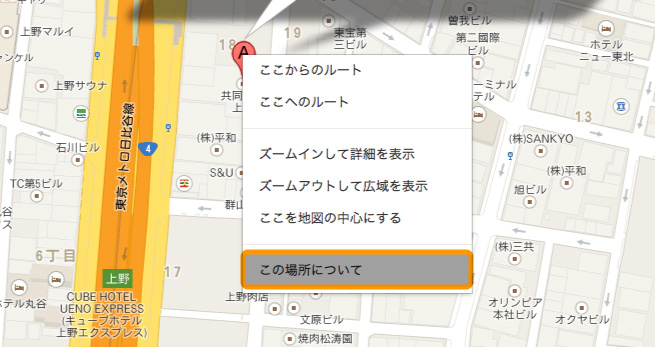 上野マルイ
ャンケル
上野サウナ
18
19
A
東宝第
三ビル
曽我ビル
第二國際
ビル
ホテル
ニュー東北
共同
上
ーミナル
テル
13
東京メトロ日比谷線
4
石川ビル
TC第5ビル
谷
ス
(株)平和
S&U
群山
ここからのルート
ここへのルート
ズームインして詳細を表示
ズームアウトして広域を表示
ここを地図の中心にする
この場所について
(株)SANKYO
(株)平和
旭ビル
(株)三共
6丁目
17
上野
テル丸谷
CUBE HOTEL
UENO EXPRESS
(キューブホテル
上野エクスプレス)
上野肉店
文原ビル
焼肉松濤園
オリンピア
本社ビル
オクヤビル